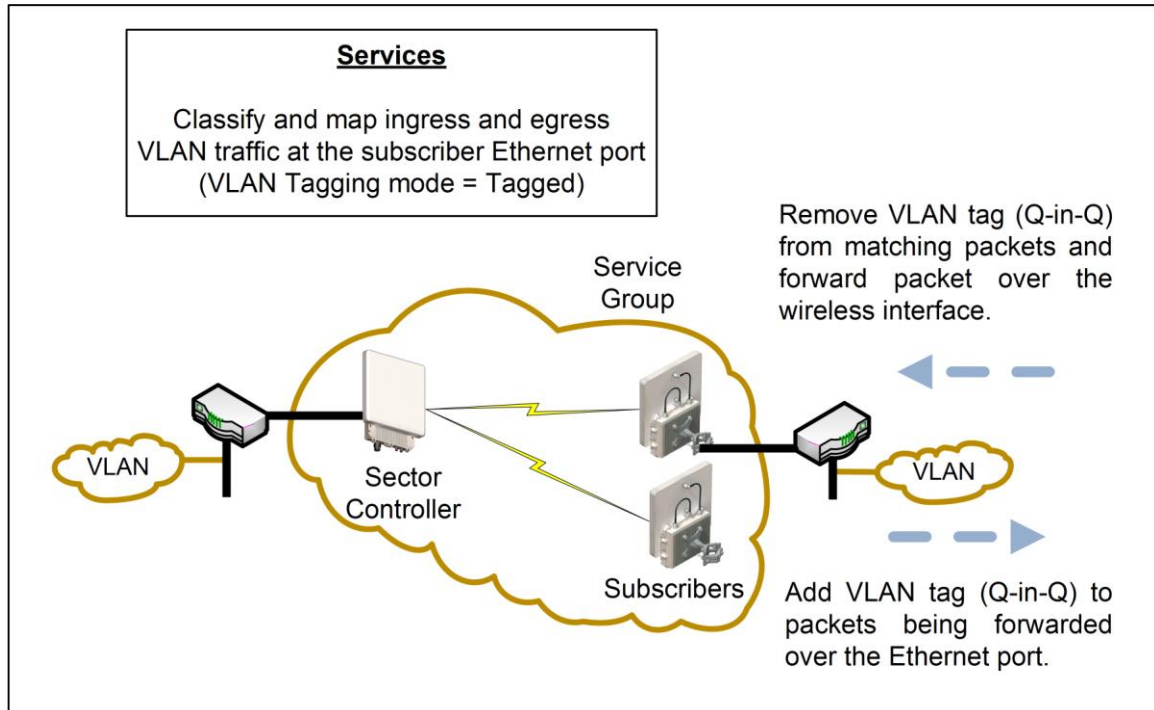 Services
Classify and map ingress and egress
VLAN traffic at the subscriber Ethernet port
(VLAN Tagging mode = Tagged)
Remove VLAN tag (Q-in-Q)
from matching packets and
forward packet over the
wireless interface.
Service
Group
VLAN
Sector
Controller
VLAN
Subscribers
Add VLAN tag (Q-in-Q) to
packets being forwarded
over the Ethernet port.